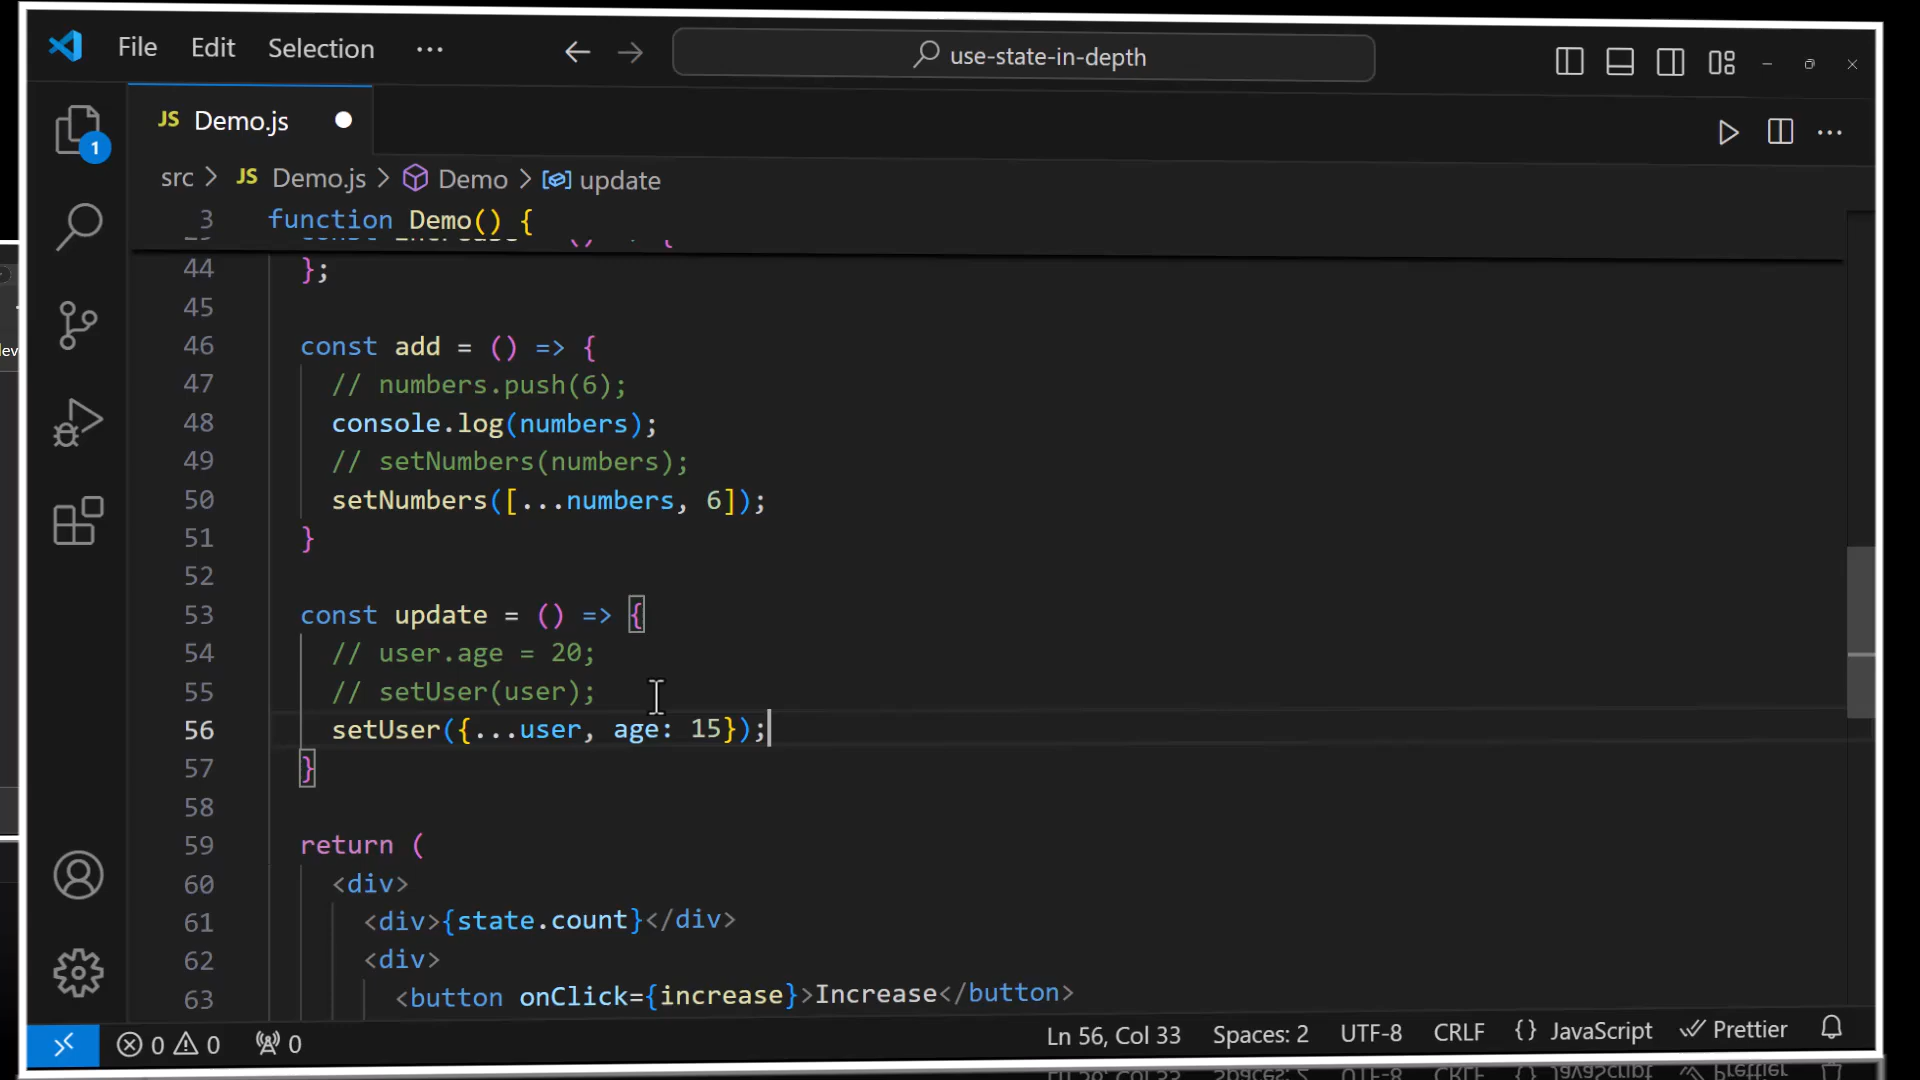 File Edit Selection ···
use-state-in-depth
JS Demo.js
1
src > JS Demo.js > Demo > update
3 function Demo() {
44 };
45
46 const add = () => {
47 // numbers.push(6);
48 console.log(numbers);
49 // setNumbers(numbers);
50 setNumbers([...numbers, 6]);
51 }
52
53 const update = () => {
54 // user.age = 20;
55 // setUser(user);
56 setUser({...user, age: 15});
57 }
58
59 return (
60 <div>
61 <div>{state.count}</div>
62 <div>
63 <button onClick={increase}>Increase</button>
0 0 0 Ln 56, Col 33 Spaces: 2 UTF-8 CRLF {} JavaScript Prettier